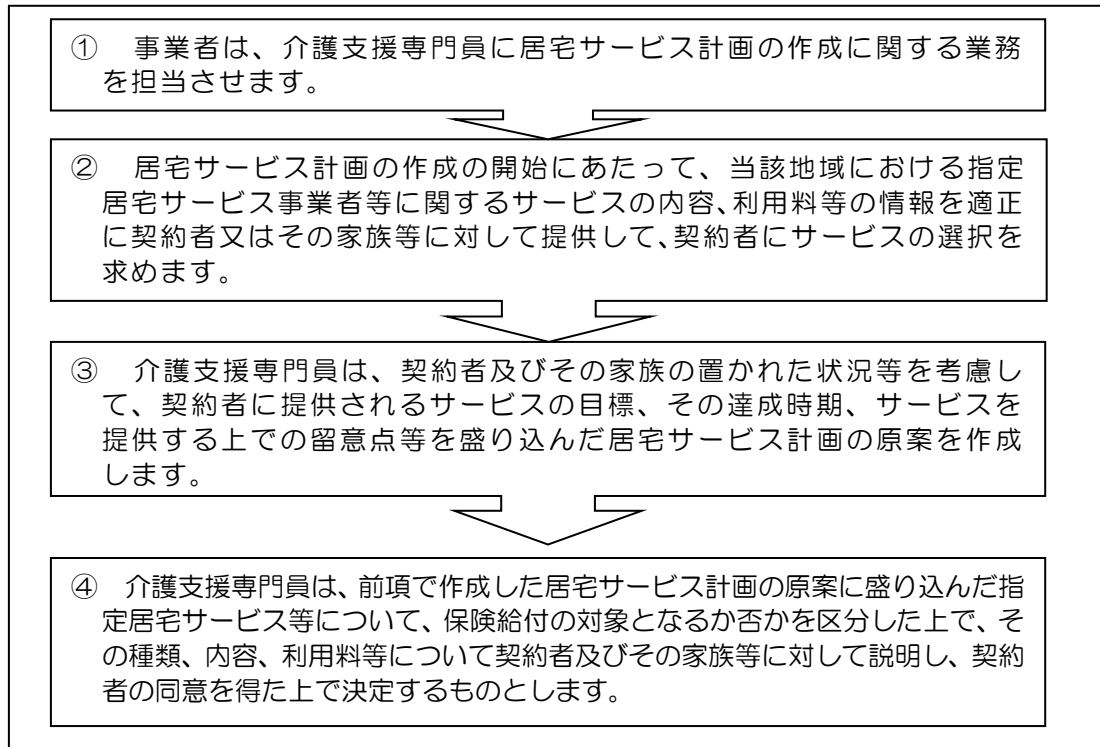 ① 事業者は、介護支援専門員に居宅サービス計画の作成に関する業務
を担当させます。
② 居宅サービス計画の作成の開始にあたって、当該地域における指定
居宅サービス事業者等に関するサービスの内容、利用料等の情報を適正
に契約者又はその家族等に対して提供して、契約者にサービスの選択を
求めます。
③ 介護支援専門員は、契約者及びその家族の置かれた状況等を考慮し
て、契約者に提供されるサービスの目標、その達成時期、サービスを
提供する上での留意点等を盛り込んだ居宅サービス計画の原案を作成
します。
④ 介護支援専門員は、前項で作成した居宅サービス計画の原案に盛り込んだ指
定居宅サービス等について、保険給付の対象となるか否かを区分した上で、そ
の種類、内容、利用料等について契約者及びその家族等に対して説明し、契約
者の同意を得た上で決定するものとします。